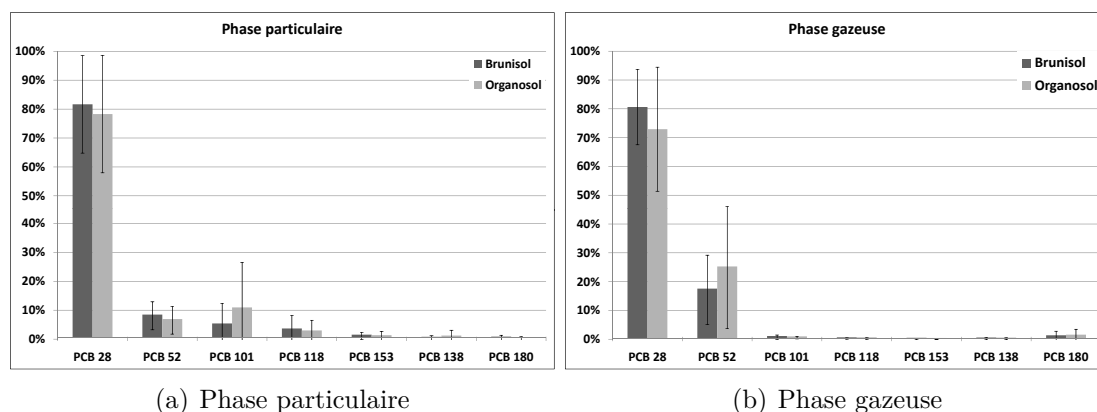 Phase particulaire
100%
90%
80%
70%
60%
50%
40%
30%
20%
10%
0%
Brunisol
Organosol
PCB 28 PCB 52 PCB 101 PCB 118 PCB 153 PCB 138 PCB 180
(a) Phase particulaire
Phase gazeuse
100%
90%
80%
70%
60%
50%
40%
30%
20%
10%
0%
Brunisol
Organosol
PCB 28 PCB 52 PCB 101 PCB 118 PCB 153 PCB 138 PCB 180
(b) Phase gazeuse